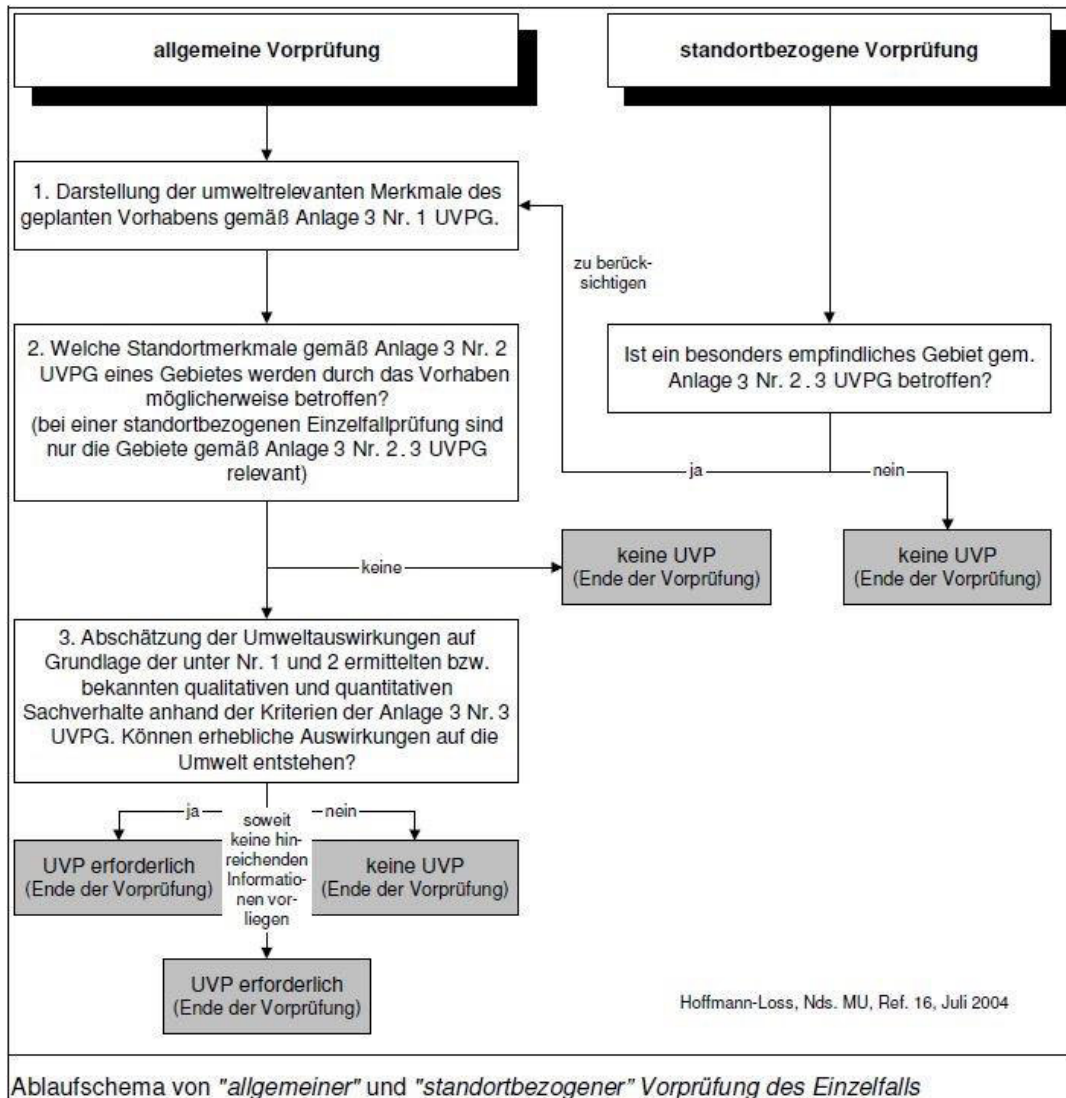 allgemeine Vorprüfung
standortbezogene Vorprüfung
1. Darstellung der umweltrelevanten Merkmale des
geplanten Vorhabens gemäß Anlage 3 Nr. 1 UVPG.
zu berück-
sichtigen
2. Welche Standortmerkmale gemäß Anlage 3 Nr. 2
UVPG eines Gebietes werden durch das Vorhaben
möglicherweise betroffen?
(bei einer standortbezogenen Einzelfallprüfung sind
nur die Gebiete gemäß Anlage 3 Nr. 2.3 UVPG
relevant)
Ist ein besonders empfindliches Gebiet gem.
Anlage 3 Nr. 2.3 UVPG betroffen?
ja
nein
keine
keine UVP
(Ende der Vorprüfung)
keine UVP
(Ende der Vorprüfung)
3. Abschätzung der Umweltauswirkungen auf
Grundlage der unter Nr. 1 und 2 ermittelten bzw.
bekannten qualitativen und quantitativen
Sachverhalte anhand der Kriterien der Anlage 3 Nr. 3
UVPG. Können erhebliche Auswirkungen auf die
Umwelt entstehen?
ja
nein
soweit
keine hin-
reichenden
Informatio-
nen vor-
liegen
UVP erforderlich
(Ende der Vorprüfung)
keine UVP
(Ende der Vorprüfung)
UVP erforderlich
(Ende der Vorprüfung)
Hoffmann-Loss, Nds. MU, Ref. 16, Juli 2004
Ablaufschema von "allgemeiner" und "standortbezogener" Vorprüfung des Einzelfalls